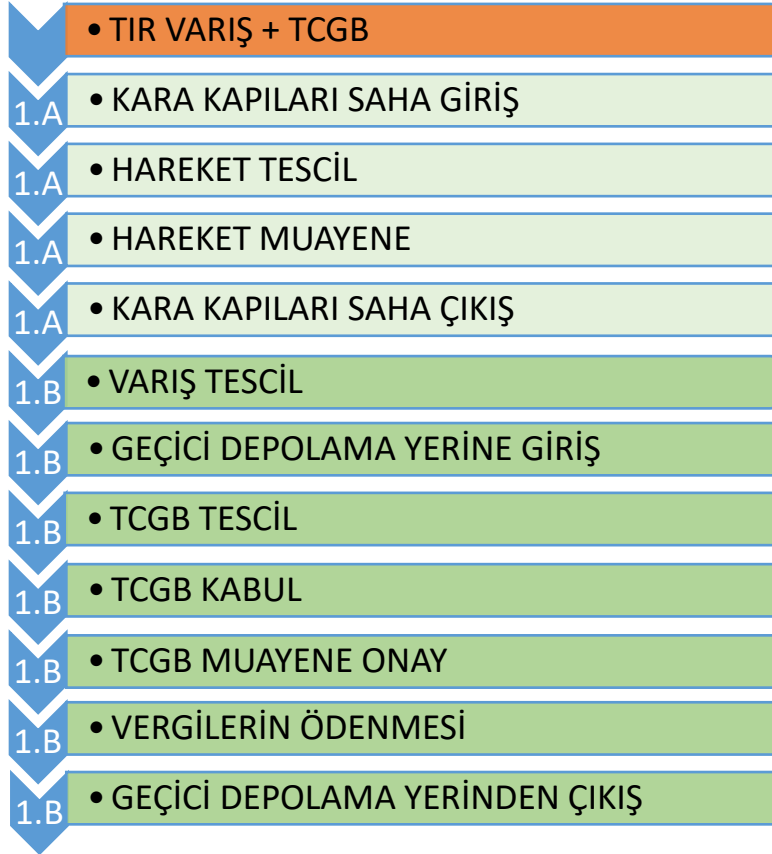 • TIR VARIŞ + TCGB
1.A • KARA KAPILARI SAHA GİRİŞ
1.A • HAREKET TESCİL
1.A • HAREKET MUAYENE
1.A • KARA KAPILARI SAHA ÇIKIŞ
1.B • VARIŞ TESCİL
1.B • GEÇİCİ DEPOLAMA YERİNE GİRİŞ
1.B • TCGB TESCİL
1.B • TCGB KABUL
1.B • TCGB MUAYENE ONAY
1.B • VERGİLERİN ÖDENMESİ
1.B • GEÇİCİ DEPOLAMA YERİNDEN ÇIKIŞ